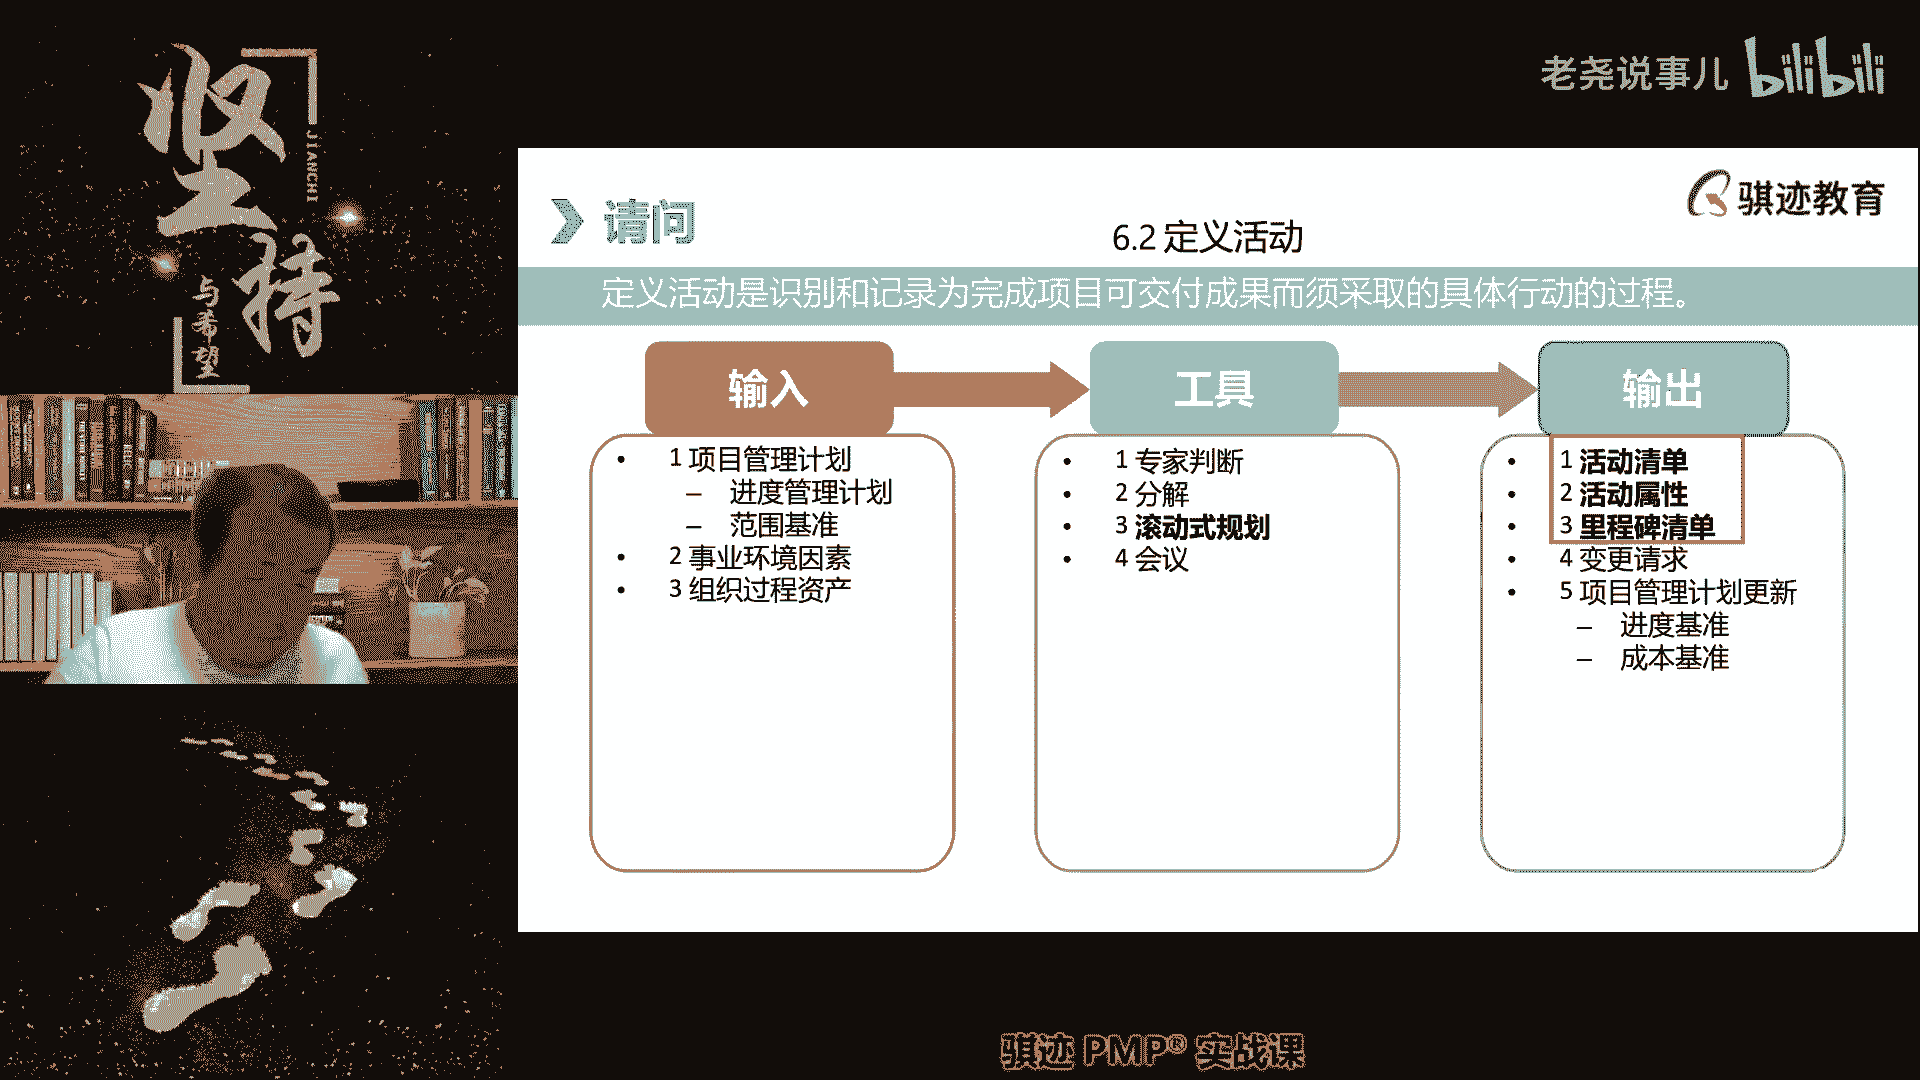 坚持
JIANCHI
与希望
老尧说事儿 bilibili
骐迹教育
请问
6.2 定义活动
定义活动是识别和记录为完成项目可交付成果而须采取的具体行动的过程。
输入
• 1 项目管理计划
– 进度管理计划
– 范围基准
• 2 事业环境因素
• 3 组织过程资产
工具
• 1 专家判断
• 2 分解
• 3 滚动式规划
• 4 会议
输出
• 1 活动清单
• 2 活动属性
• 3 里程碑清单
• 4 变更请求
• 5 项目管理计划更新
– 进度基准
– 成本基准
骐迹 PMP® 实战课